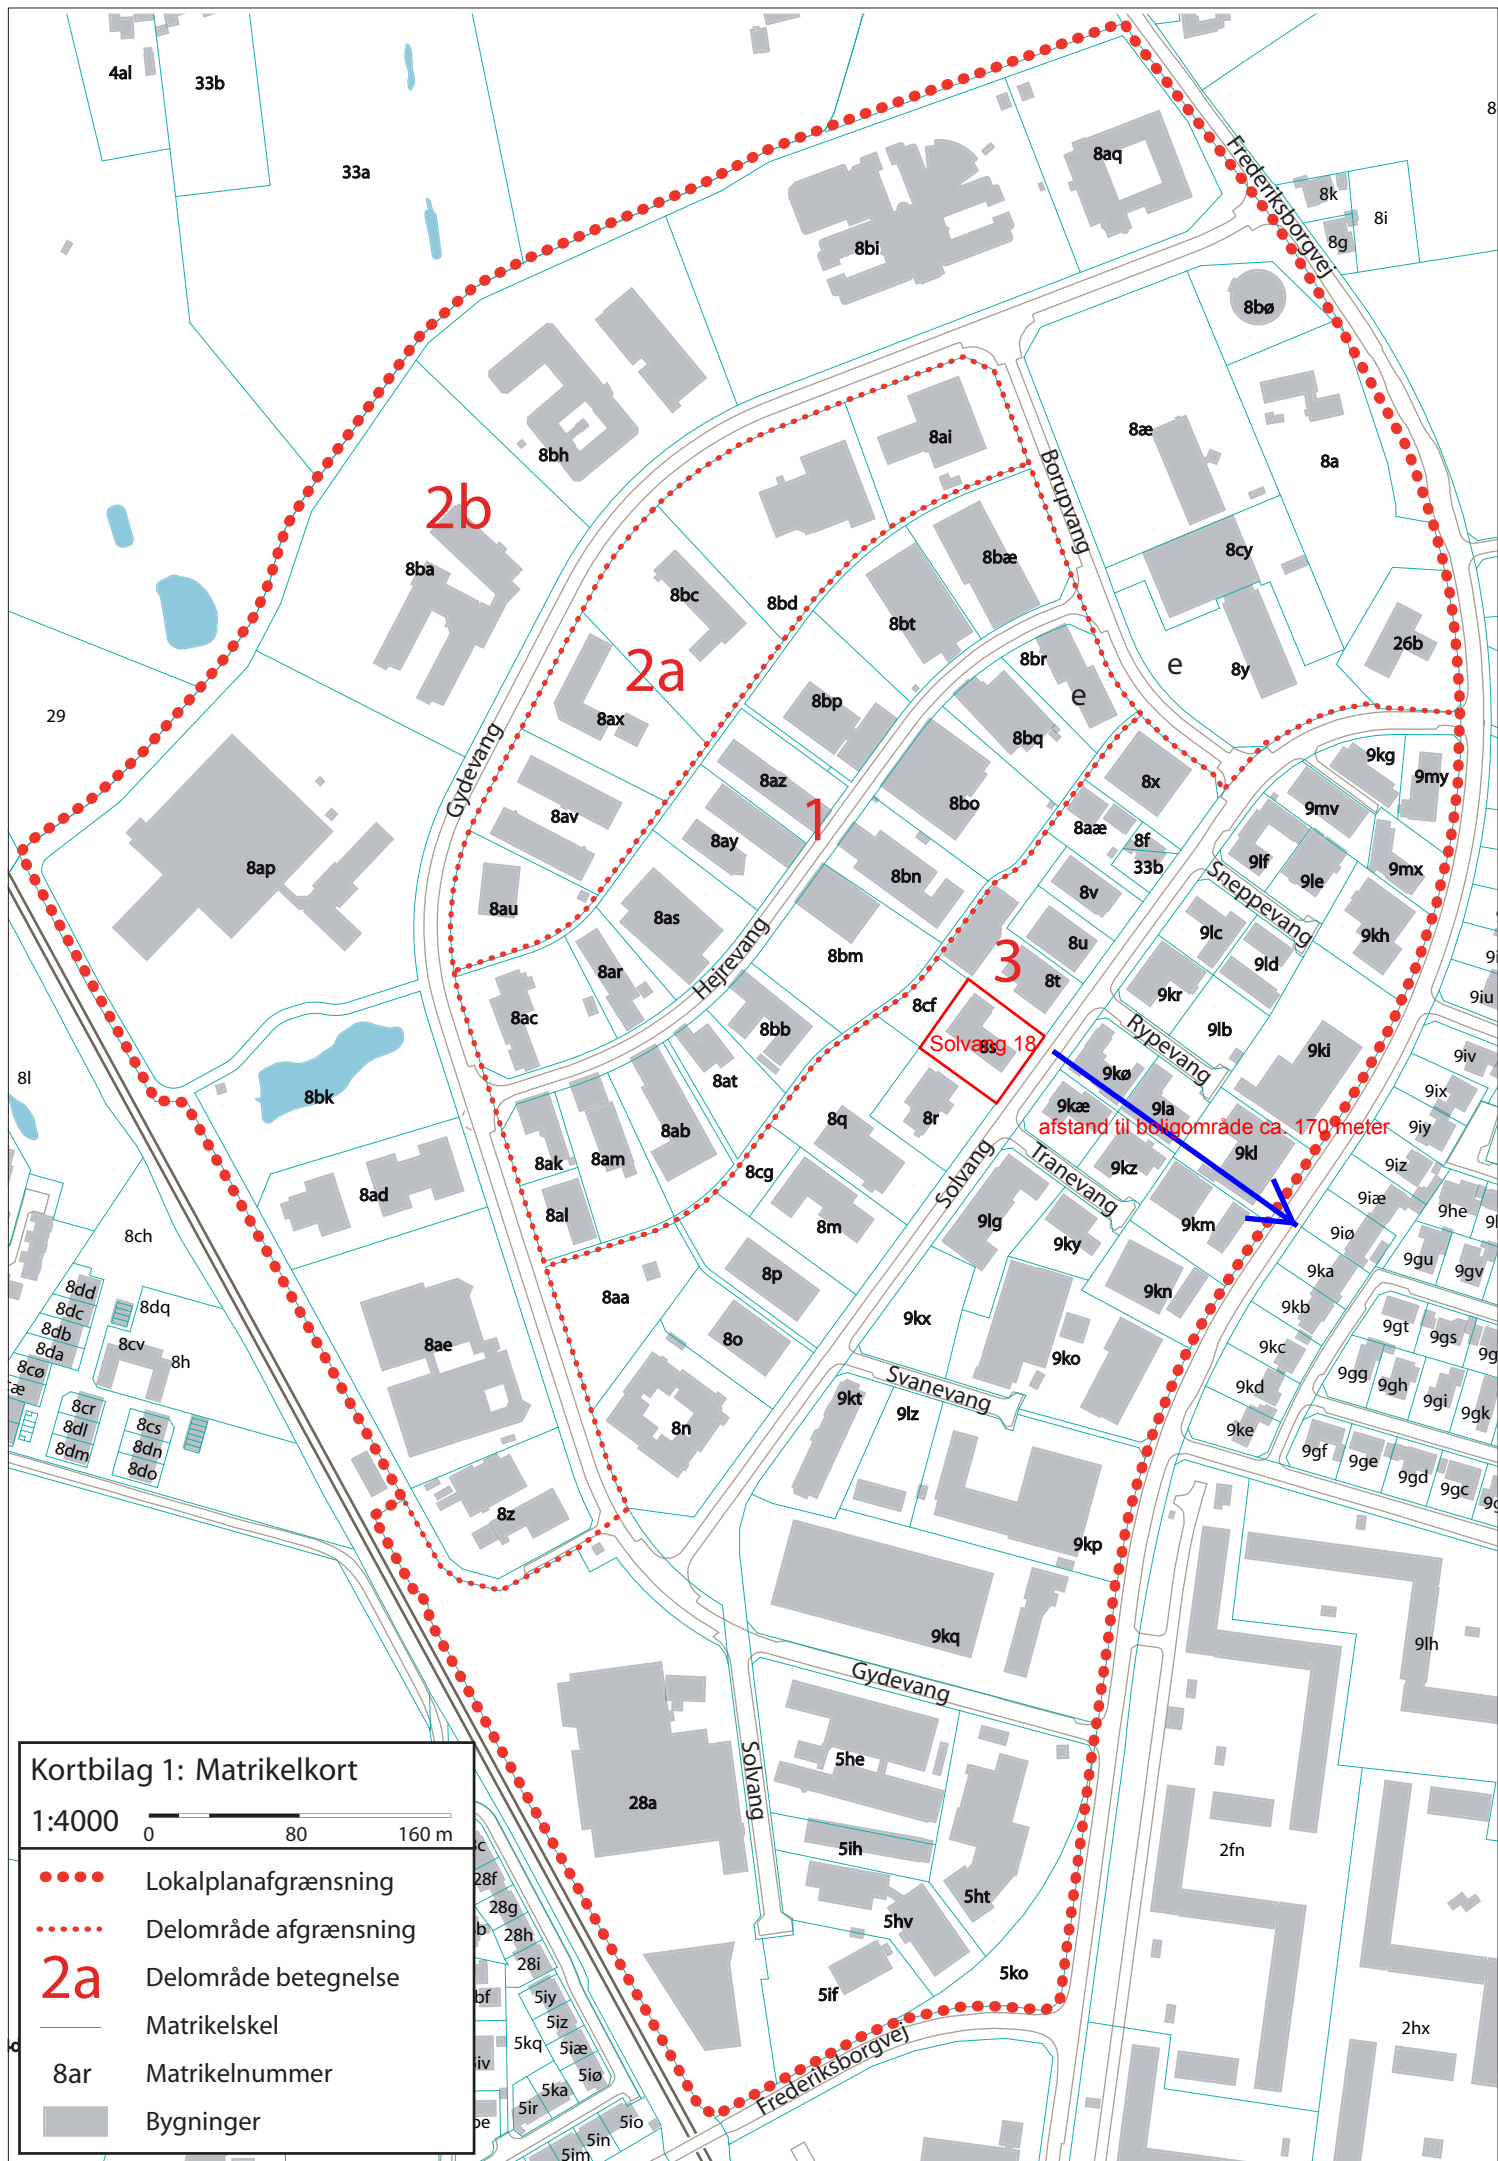 4al
33b
33a
8aq
8k
8i
8g
8
8bi
Frederiksborgvej
8bø
8ai
8æ
8a
8bh
2b
Borupvang
8ba
8bæ
8cy
8bc
8bd
8bt
26b
2a
8br
e
8y
e
29
8ax
8bp
8bq
Gydevang
8az
8x
9kg
9my
1
8bo
9mv
8av
8ay
8aæ
8f
33b
9lf
9le
9mx
8ap
8bn
8v
Sneppevang
8au
8as
8u
9lc
9kh
8bm
3
9ld
8ar
Hejrevang
8t
9kr
8ac
8bb
8cf
9lb
9iu
Rypevang
Solvang 18
8s
9ki
9iv
8l
8bk
8at
9kø
9ix
8r
9kæ
9la
8q
afstand til boligområde ca. 170 meter
9iy
8ab
8ak
8am
9kl
9iz
8ad
8cg
Tranevang
9kz
9iæ
8al
8m
Solvang
9lg
9km
9he
8ch
9ky
9iø
9gu
9gv
8dd
8p
9ka
8dc
8dq
8aa
9kn
9kb
8db
8ae
9kx
9gt
9gs
8da
8cv
8h
8o
9kc
8cø
9ko
9gg
9gh
8cr
8n
Svanevang
9kd
9gi
8dl
8cs
9kt
9lz
9ke
9gk
8dm
8dn
9gf
9ge
8do
9gd
9gc
8z
9kp
9kq
9lh
Gydevang
5he
Solvang
28a
5ih
2fn
5ht
5hv
5ko
5if
2hx
Frederiksborgvej
28f
28g
28h
28i
5iy
5iz
5kq
5iæ
5iø
5ka
5ir
5io
5in
5im
Kortbilag 1: Matrikelkort
1:4000
0 80 160 m
Lokalplanafgrænsning
Delområde afgrænsning
2a Delområde betegnelse
Matrikelskel
8ar Matrikelnummer
Bygninger